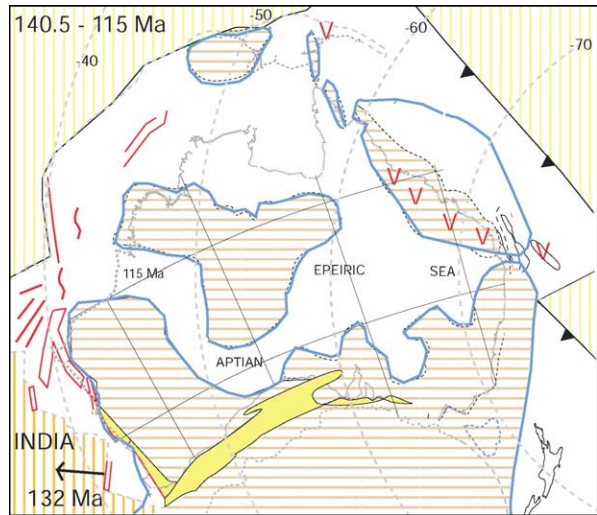 140.5 - 115 Ma
-50
-60
-70
-40
V
V
V
V
V
V
115 Ma
EPEIRIC
SEA
APTIAN
INDIA
132 Ma